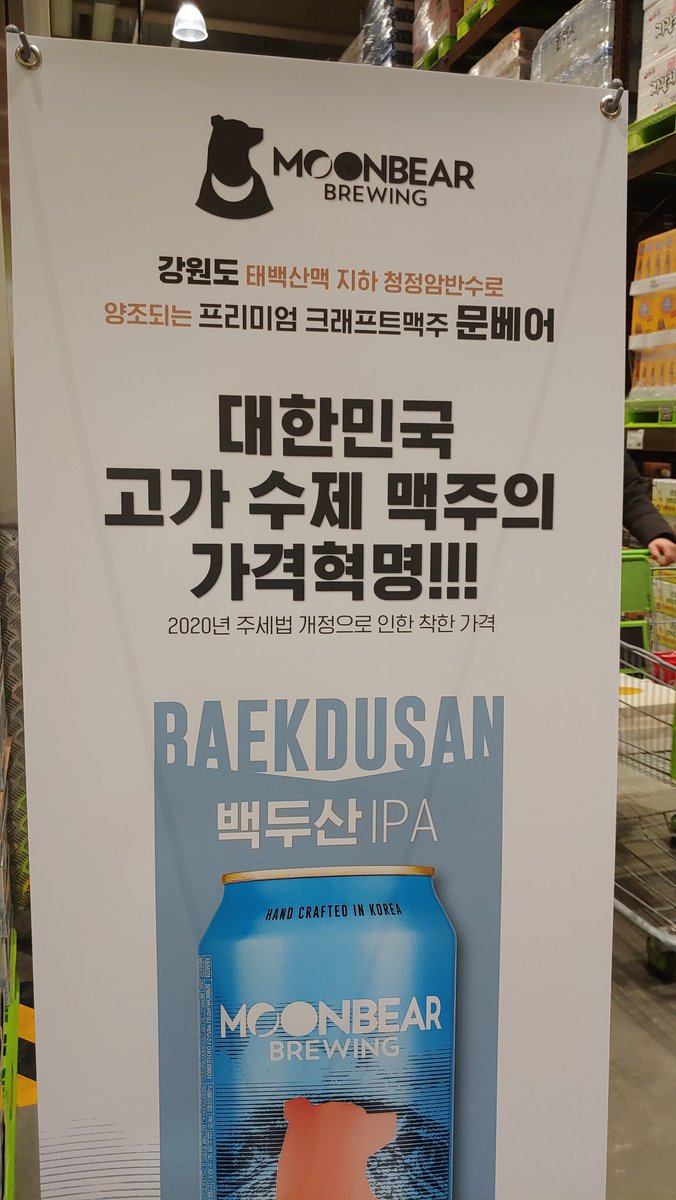 MOONBEAR
BREWING
강원도 태백산맥 지하 청정암반수로
양조되는 프리미엄 크래프트맥주 문베어
대한민국
고가 수제 맥주의
가격혁명!!!
2020년 주세법 개정으로 인한 착한 가격
BAEKDUSAN
백두산 IPA
HAND CRAFTED IN KOREA
MOONBEAR
BREWING